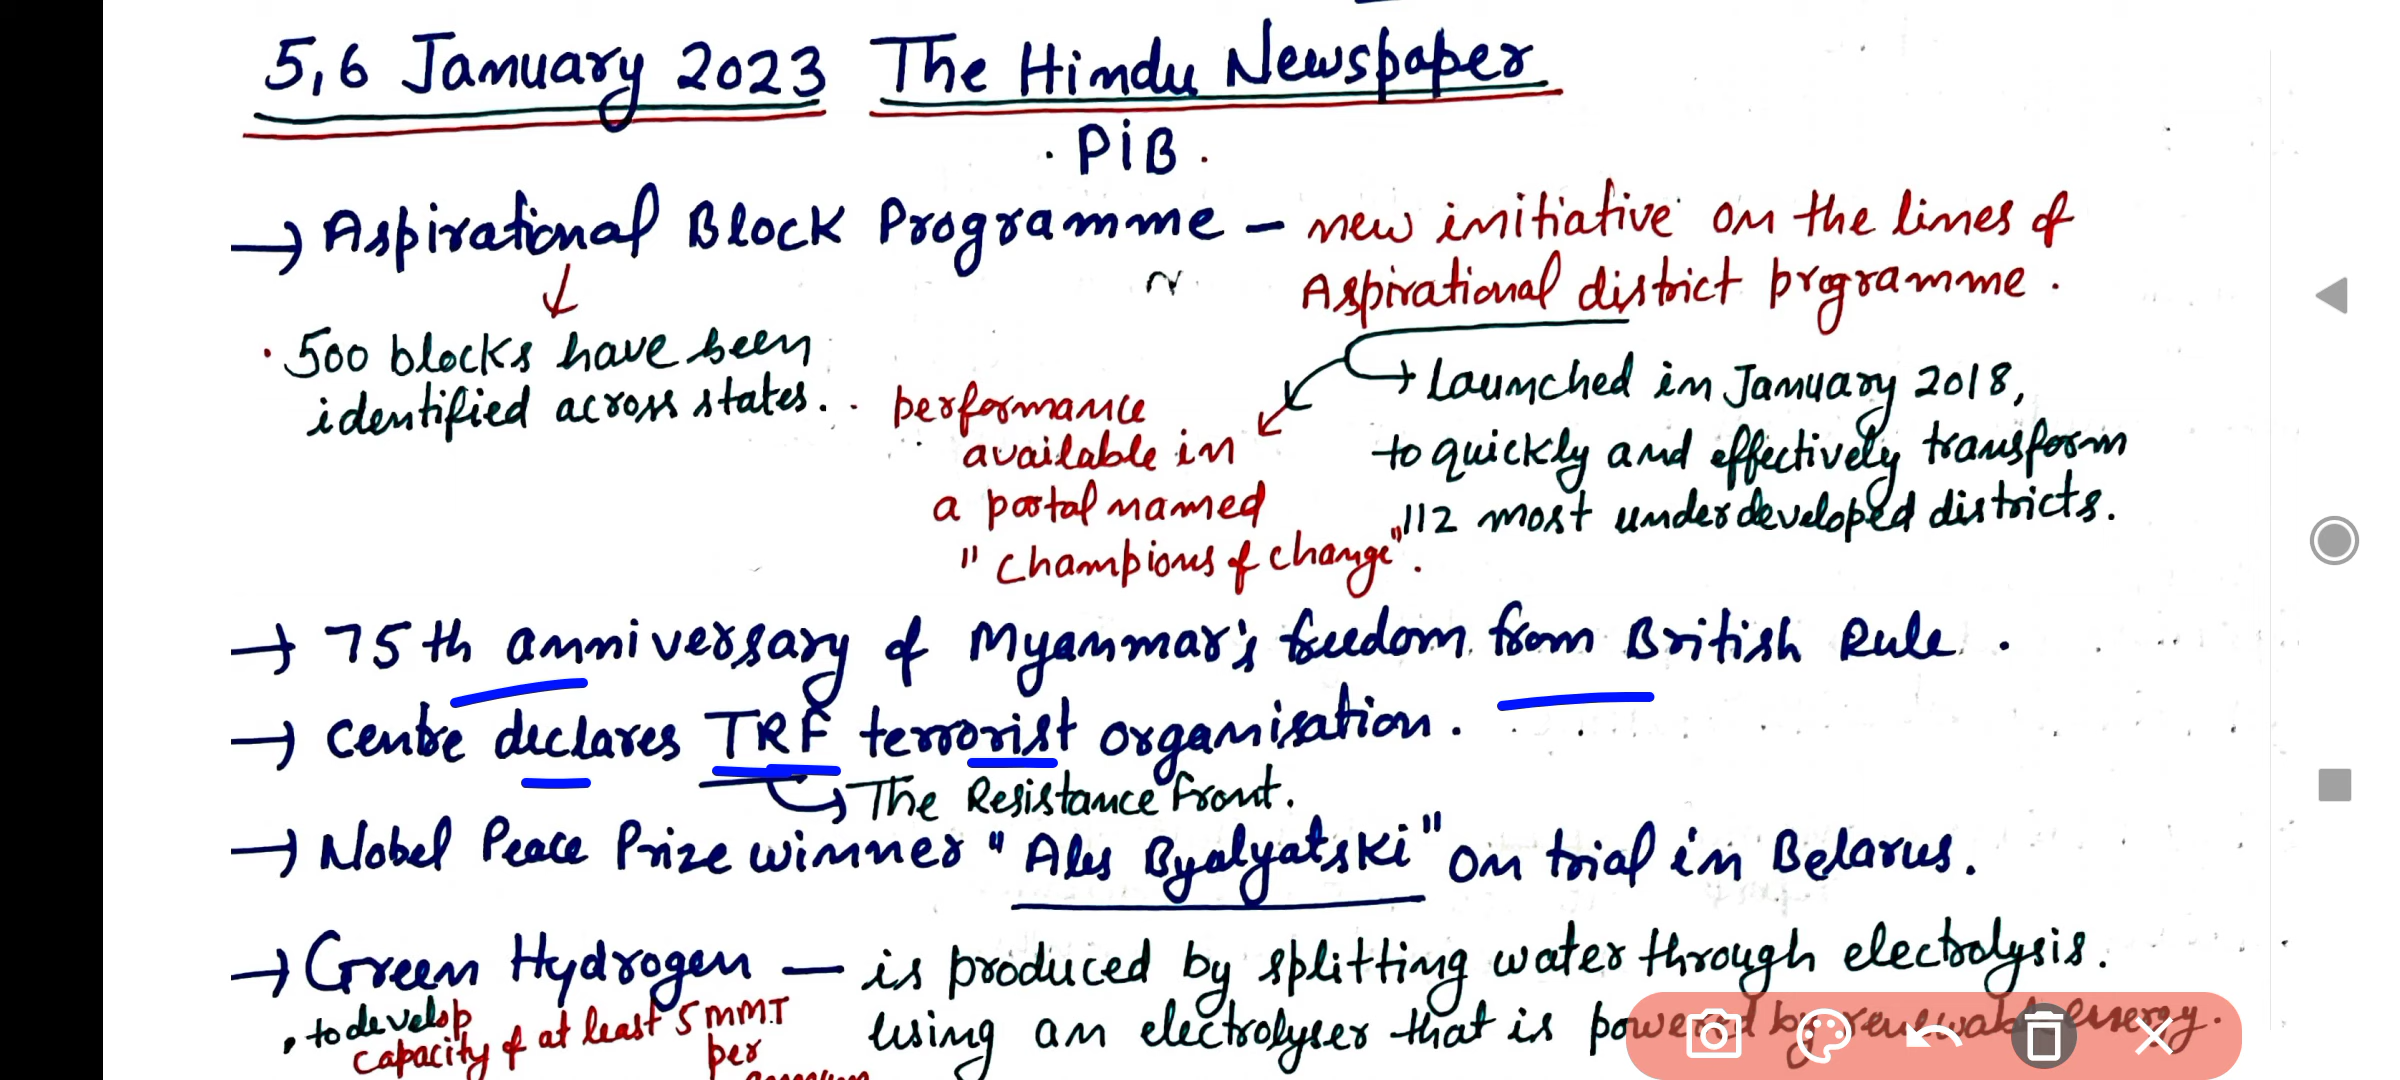 5,6 January 2023 The Hindu Newspaper
. PiB .
→ Aspirational Block Programme – new initiative on the lines of
Aspirational district programme .
. 500 blocks have been
identified across states. .
→ Launched in January 2018,
to quickly and effectively transform
112 most underdeveloped districts.
performance
available in
a portal named
" champions of change" .
→ 75th anniversary of Myanmar's freedom from British Rule .
→ Centre declares TRF terrorist organisation .
→ The Resistance Front.
→ Nobel Peace Prize winner " Ales Byalyatski" on trial in Belarus.
→ Green Hydrogen — is produced by splitting water through electrolysis.
using an electrolyser that is powered by renewable energy.
. to develop
capacity of at least 5 MMT
per
annum